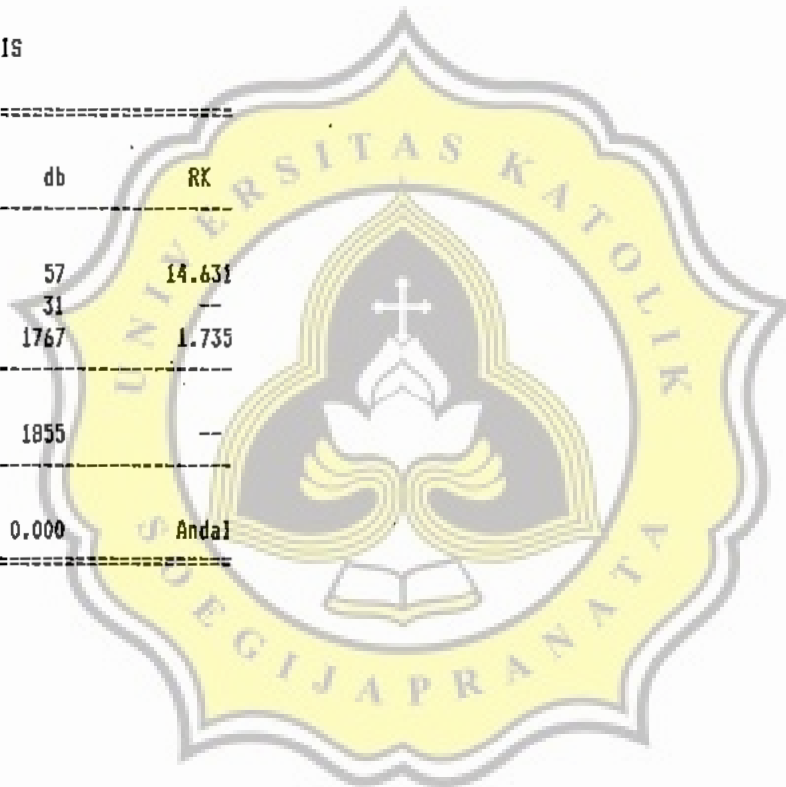 IS
db RK
57 14.631
31 --
1767 1.735
1855 --
0.000 Andal
UNIVERSITAS KATOLIK
SOEGIJAPRANATA